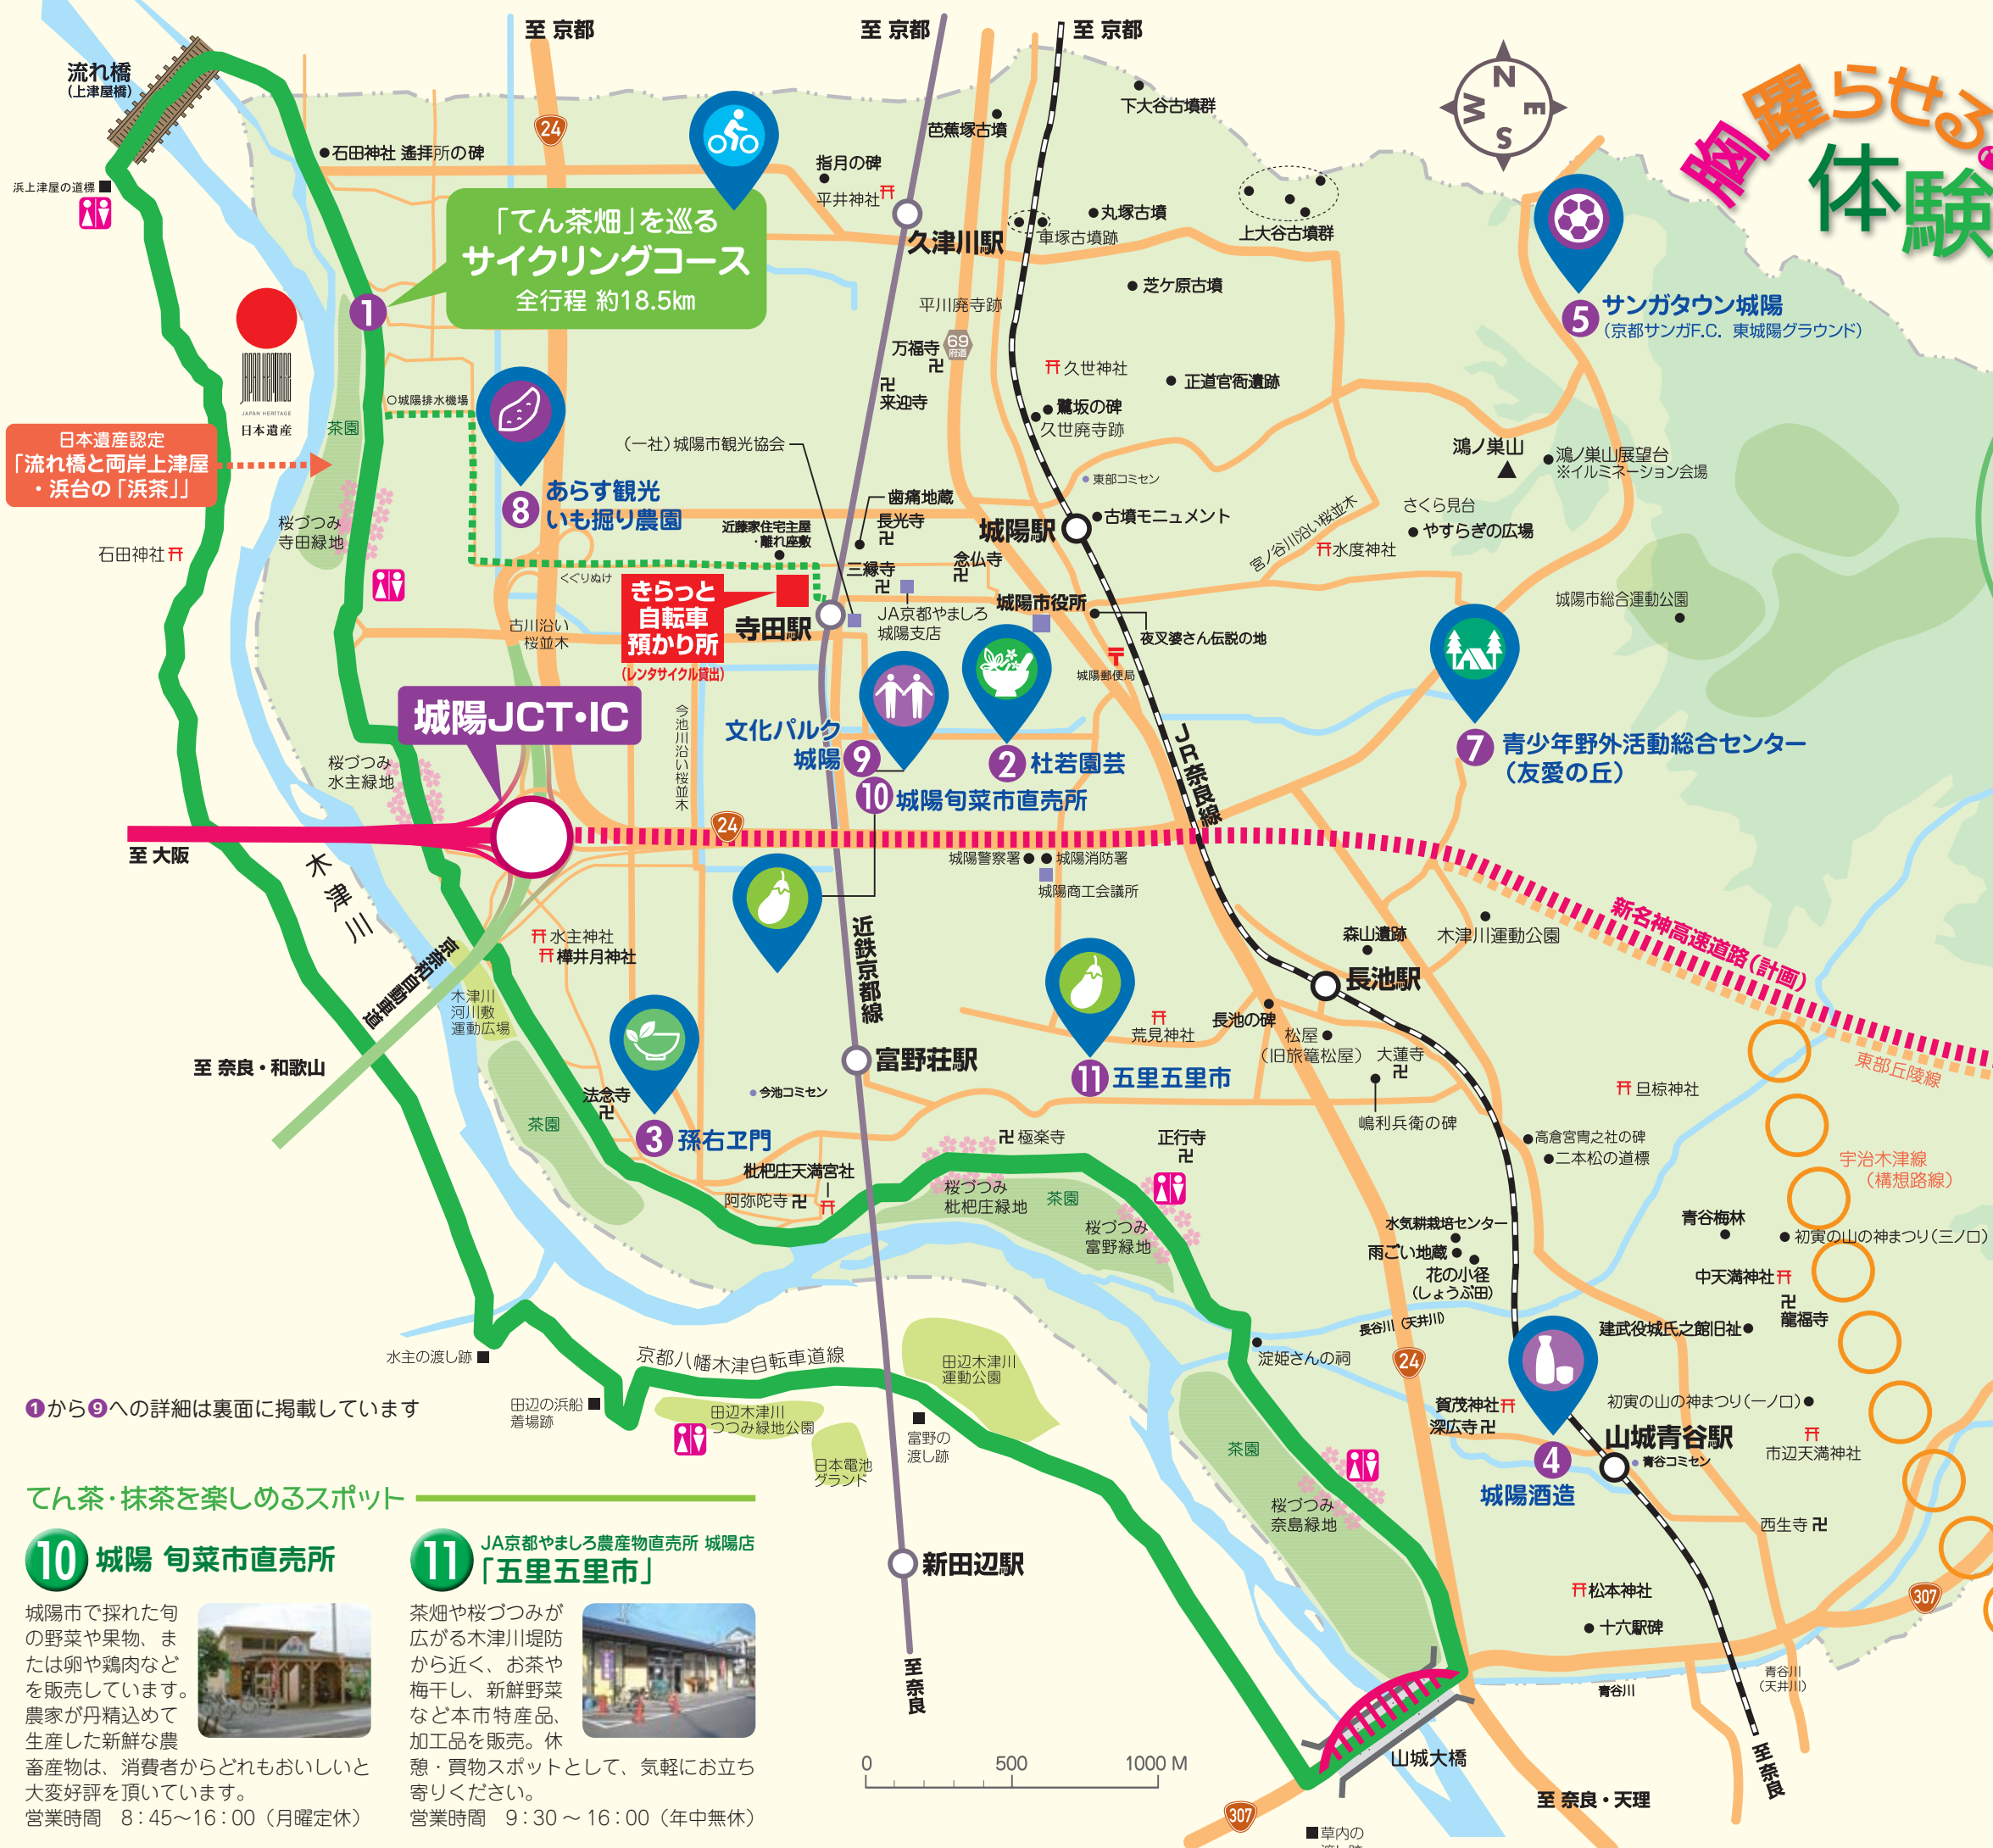 至 京都
至 京都
至 京都
流れ橋
(上津屋橋)
24
N
W
E
S
胸躍らせる
体験
下大谷古墳群
芭蕉塚古墳
石田神社 遙拝所の碑
指月の碑
平井神社
浜上津屋の道標
「てん茶畑」を巡る
サイクリングコース
全行程 約18.5km
久津川駅
丸塚古墳
車塚古墳跡
上大谷古墳群
芝ケ原古墳
平川廃寺跡
1
5 サンガタウン城陽
(京都サンガF.C. 東城陽グラウンド)
69
府道
万福寺
来迎寺
久世神社
正道官衙遺跡
鷺坂の碑
久世廃寺跡
JAPAN HERITAGE
日本遺産
茶園
城陽排水機場
日本遺産認定
「流れ橋と両岸上津屋
・浜台の「浜茶」」
(一社)城陽市観光協会
鴻ノ巣山
鴻ノ巣山展望台
※イルミネーション会場
東部コミセン
8 あらす観光
いも掘り農園
歯痛地蔵
長光寺
近藤家住宅主屋
・離れ座敷
城陽駅
古墳モニュメント
さくら見台
やすらぎの広場
宮ノ谷川沿い桜並木
水度神社
桜づつみ
寺田緑地
石田神社
三縁寺
念仏寺
くぐりぬけ
きらっと
自転車
預かり所
(レンタサイクル貸出)
寺田駅
JA京都やましろ
城陽支店
城陽市役所
夜叉婆さん伝説の地
城陽市総合運動公園
古川沿い
桜並木
城陽郵便局
城陽JCT・IC
今池川沿い桜並木
文化パルク
城陽 9
2 杜若園芸
10 城陽旬菜市直売所
JR奈良線
7 青少年野外活動総合センター
(友愛の丘)
桜づつみ
水主緑地
至 大阪
24
木津川
城陽警察署
城陽消防署
城陽商工会議所
新名神高速道路(計画)
水主神社
樺井月神社
京奈和自動車道
木津川
河川敷
運動広場
近鉄京都線
森山遺跡
木津川運動公園
長池駅
至 奈良・和歌山
富野荘駅
荒見神社
長池の碑
松屋
(旧旅篭松屋)
大蓮寺
東部丘陵線
11 五里五里市
今池コミセン
法念寺
茶園
3 孫右ヱ門
嶋利兵衛の碑
旦椋神社
極楽寺
正行寺
高倉宮冑之社の碑
二本松の道標
宇治木津線
(構想路線)
枇杷庄天満宮社
阿弥陀寺
桜づつみ
枇杷庄緑地
茶園
桜づつみ
富野緑地
水気耕栽培センター
雨ごい地蔵
花の小径
(しょうぶ田)
青谷梅林
初寅の山の神まつり(三ノ口)
中天満神社
龍福寺
長谷川(天井川)
建武役城氏之館旧祉
水主の渡し跡
京都八幡木津自転車道線
田辺木津川
運動公園
淀姫さんの祠
24
1から9への詳細は裏面に掲載しています
田辺の浜船
着場跡
田辺木津川
つつみ緑地公園
日本電池
グランド
富野の
渡し跡
賀茂神社
深広寺
初寅の山の神まつり(一ノ口)
市辺天満神社
山城青谷駅
青谷コミセン
4
城陽酒造
茶園
桜づつみ
奈島緑地
西生寺
てん茶・抹茶を楽しめるスポット
10 城陽 旬菜市直売所
城陽市で採れた旬
の野菜や果物、ま
たは卵や鶏肉など
を販売しています。
農家が丹精込めて
生産した新鮮な農
畜産物は、消費者からどれもおいしいと
大変好評を頂いています。
営業時間 8:45〜16:00(月曜定休)
11 JA京都やましろ農産物直売所 城陽店
「五里五里市」
茶畑や桜づつみが
広がる木津川堤防
から近く、お茶や
梅干し、新鮮野菜
など本市特産品、
加工品を販売。休
憩・買物スポットとして、気軽にお立ち
寄りください。
営業時間 9:30 〜 16:00(年中無休)
新田辺駅
至奈良
松本神社
十六駅碑
307
青谷川
青谷川
(天井川)
至奈良
0 500 1000 M
山城大橋
至 奈良・天理
307
草内の